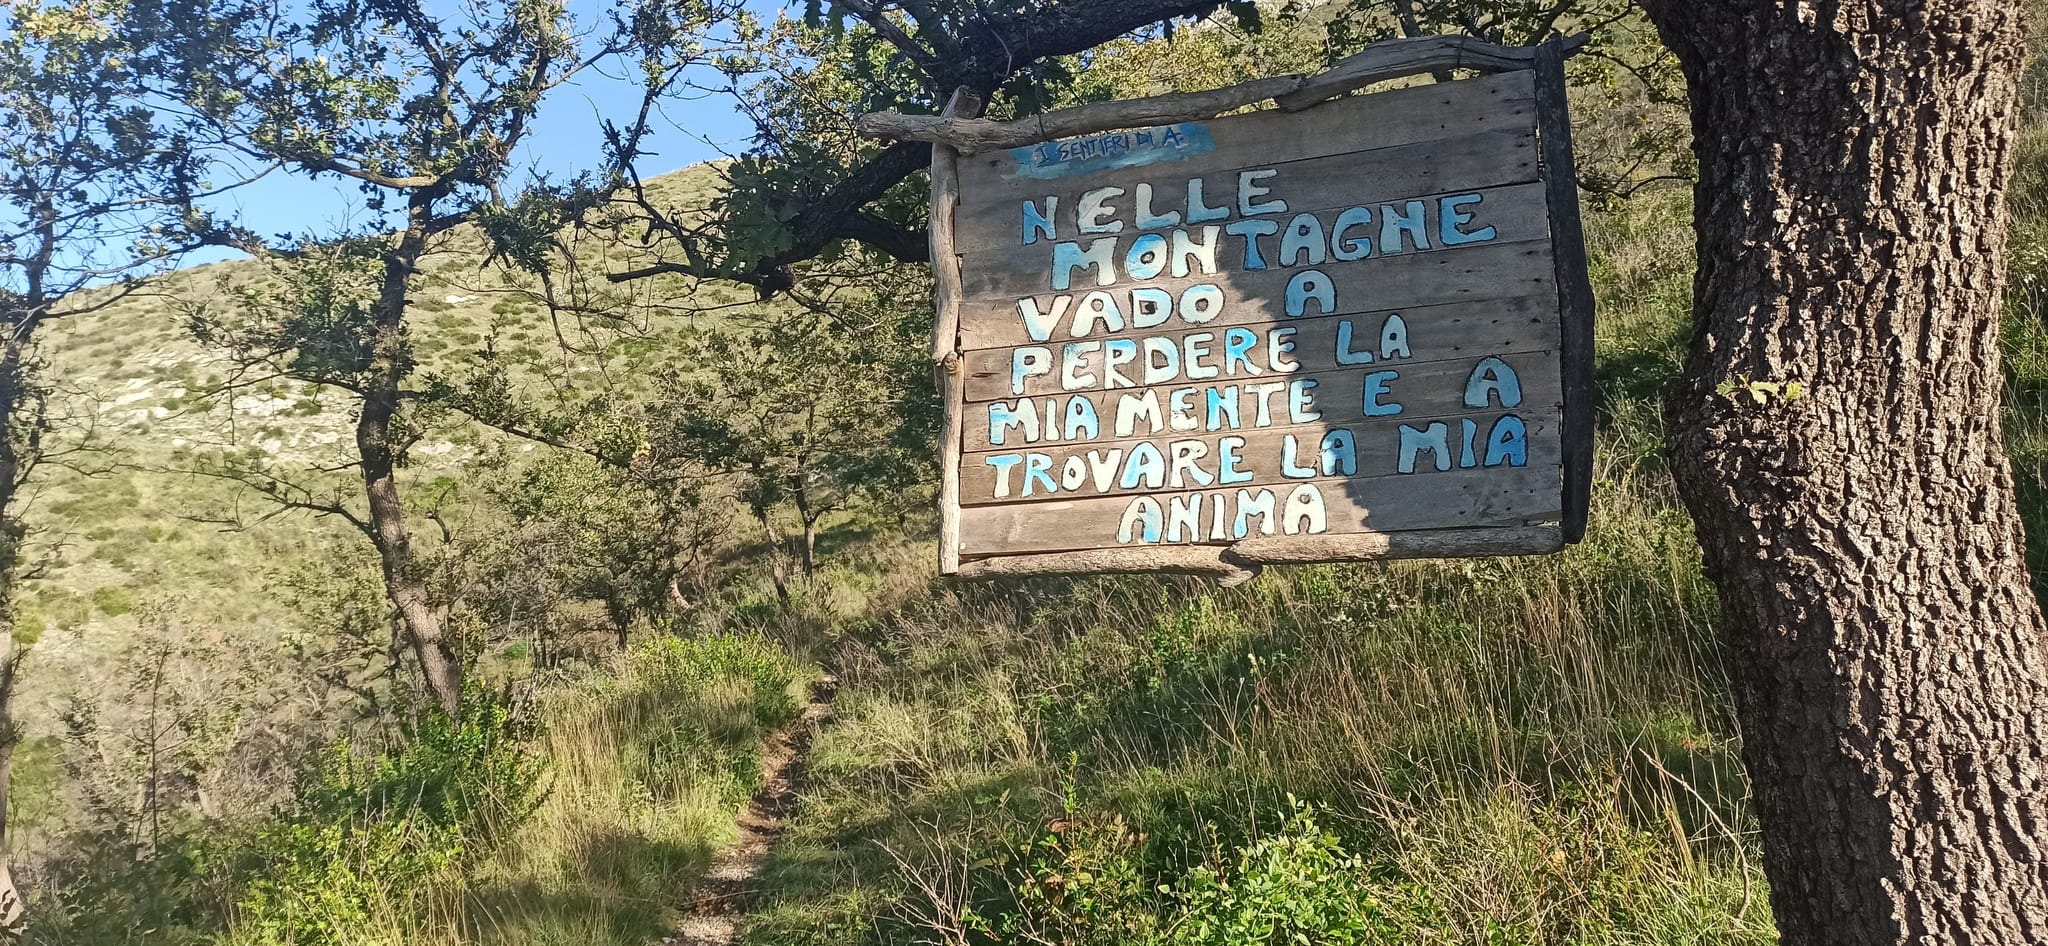 I SENTIERI DI A.
NELLE
MONTAGNE
VADO A
PERDERE LA
MIA MENTE E A
TROVARE LA MIA
ANIMA